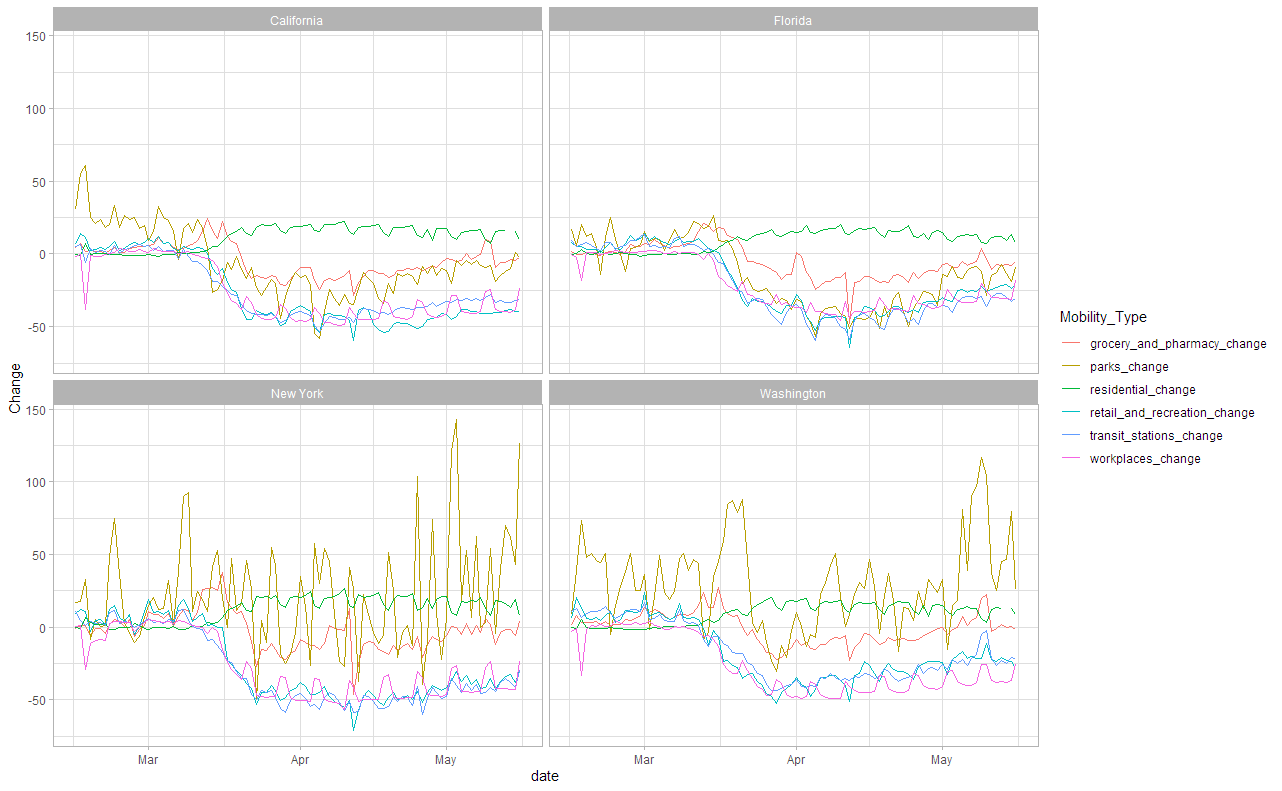 California
Florida
150
100
50
0
-50
New York
Washington
150
100
50
0
-50
Mar
Apr
May
Mar
Apr
May
date
Change
Mobility_Type
grocery_and_pharmacy_change
parks_change
residential_change
retail_and_recreation_change
transit_stations_change
workplaces_change